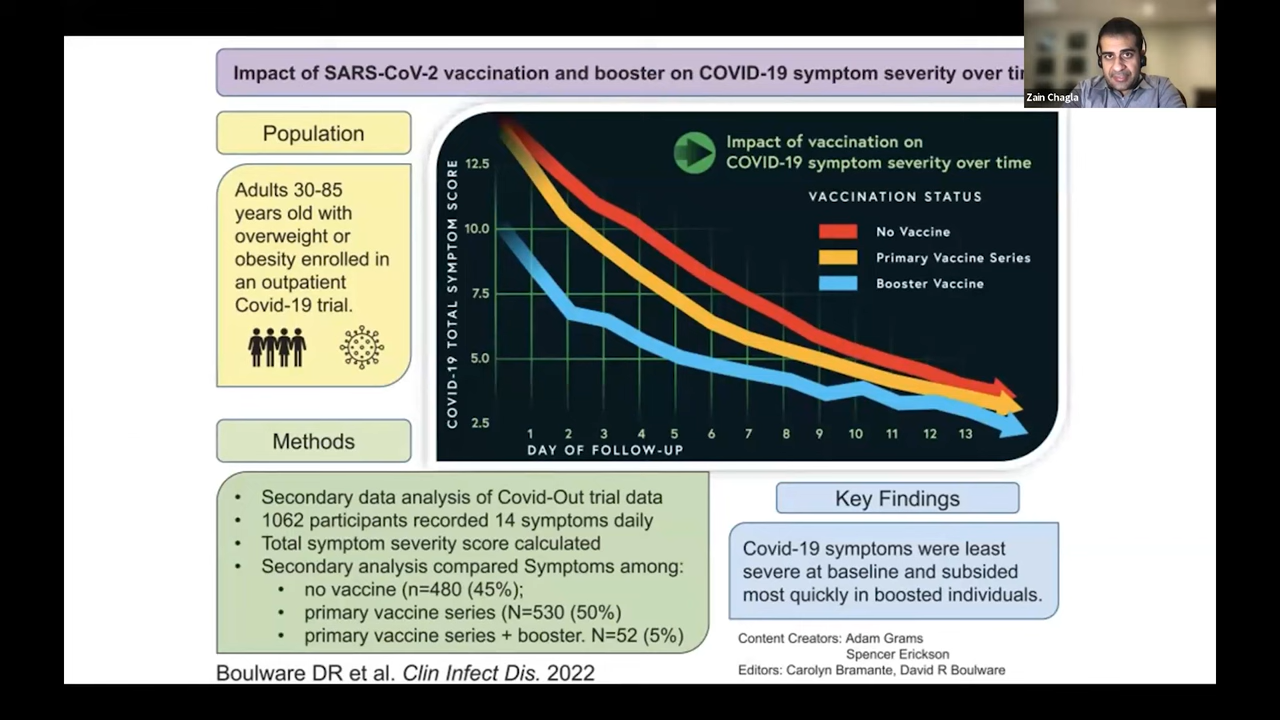 Impact of SARS-CoV-2 vaccination and booster on COVID-19 symptom severity over
Zain Chagla
Population
Adults 30-85
years old with
overweight or
obesity enrolled in
an outpatient
Covid-19 trial.
Impact of vaccination on
COVID-19 symptom severity over time
VACCINATION STATUS
No Vaccine
Primary Vaccine Series
Booster Vaccine
COVID-19 TOTAL SYMPTOM SCORE
12.5
10.0
7.5
5.0
2.5
1 2 3 4 5 6 7 8 9 10 11 12 13
DAY OF FOLLOW-UP
Methods
• Secondary data analysis of Covid-Out trial data
• 1062 participants recorded 14 symptoms daily
• Total symptom severity score calculated
• Secondary analysis compared Symptoms among:
• no vaccine (n=480 (45%);
• primary vaccine series (N=530 (50%)
• primary vaccine series + booster. N=52 (5%)
Key Findings
Covid-19 symptoms were least
severe at baseline and subsided
most quickly in boosted individuals.
Content Creators: Adam Grams
Spencer Erickson
Editors: Carolyn Bramante, David R Boulware
Boulware DR et al. Clin Infect Dis. 2022